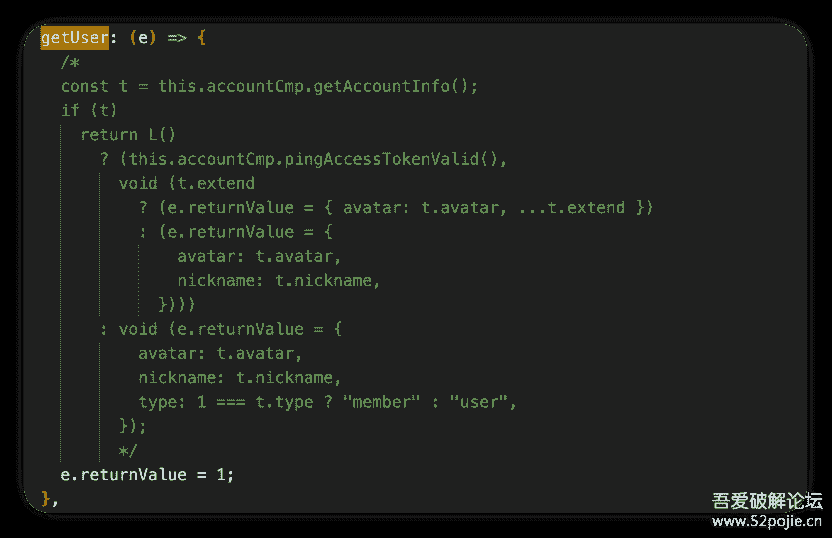 getUser: (e) => {
/*
const t = this.accountCmp.getAccountInfo();
if (t)
return L()
? (this.accountCmp.pingAccessTokenValid(),
void (t.extend
? (e.returnValue = { avatar: t.avatar, ...t.extend })
: (e.returnValue = {
avatar: t.avatar,
nickname: t.nickname,
})))
: void (e.returnValue = {
avatar: t.avatar,
nickname: t.nickname,
type: 1 === t.type ? "member" : "user",
});
*/
e.returnValue = 1;
},
吾爱破解论坛
www.52pojie.cn